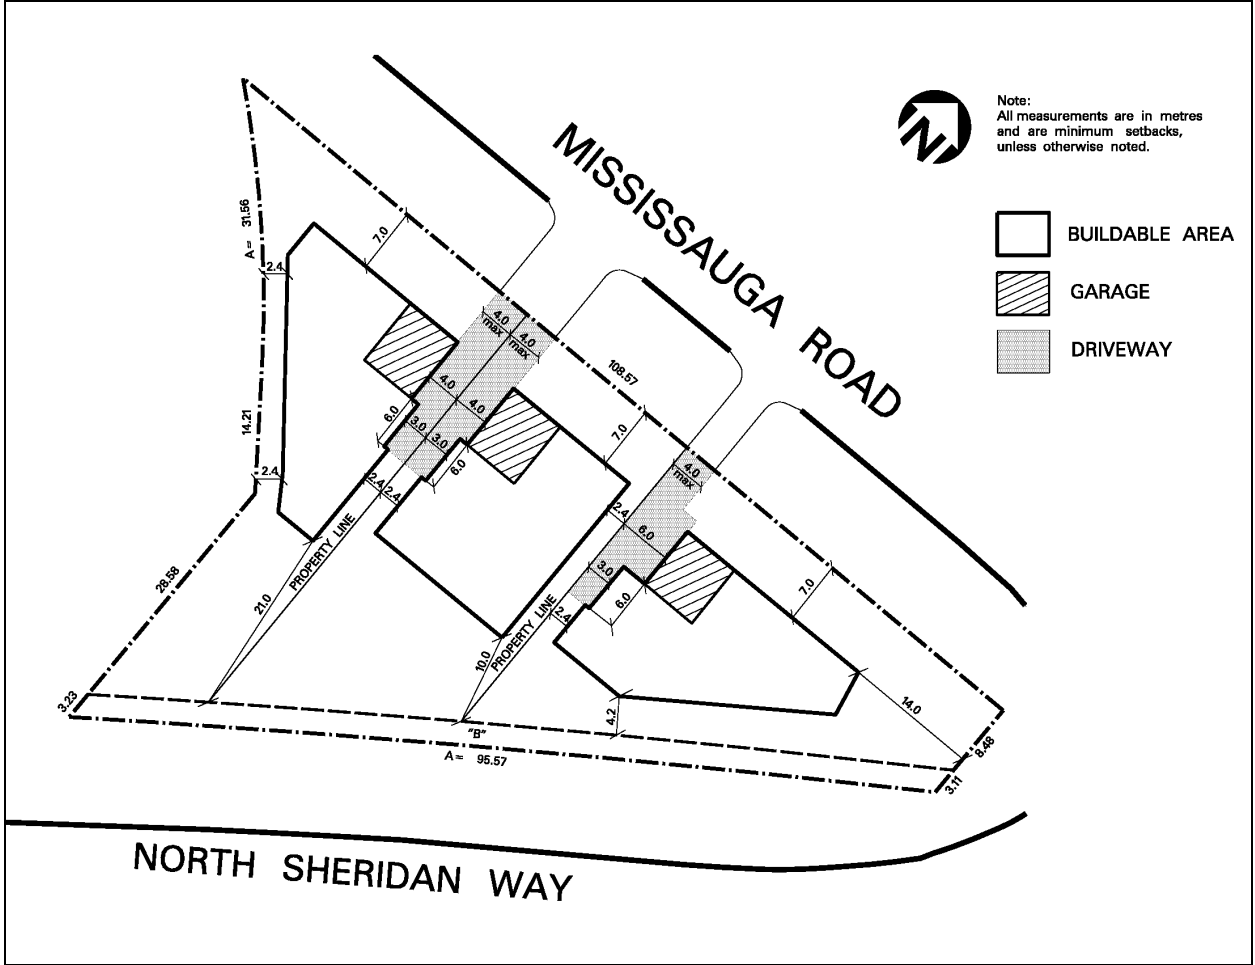 Note:
All measurements are in metres
and are minimum setbacks,
unless otherwise noted.
N
BUILDABLE AREA
GARAGE
DRIVEWAY
MISSISSAUGA ROAD
A = 31.56
7.0
2.4
4.0
max
4.0
max
108.57
4.0
4.0
6.0
3.0
3.0
7.0
14.21
6.0
4.0
max
2.4
2.4
2.4
2.4
6.0
PROPERTY LINE
3.0
28.58
7.0
21.0
6.0
2.4
PROPERTY LINE
10.0
3.23
4.2
14.0
"B"
8.48
A = 95.57
3.11
NORTH SHERIDAN WAY